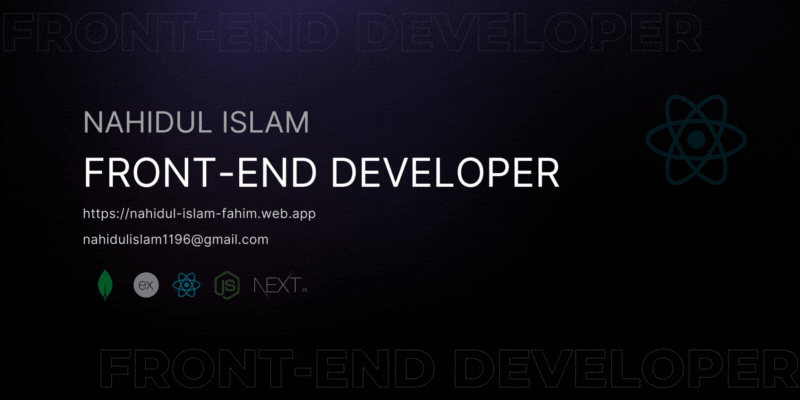 FRONT-END DEVELOPER
NAHIDUL ISLAM
FRONT-END DEVELOPER
https://nahidul-islam-fahim.web.app
nahidulislam1196@gmail.com
ex JS NEXT.JS
FRONT-END DEVELOPER